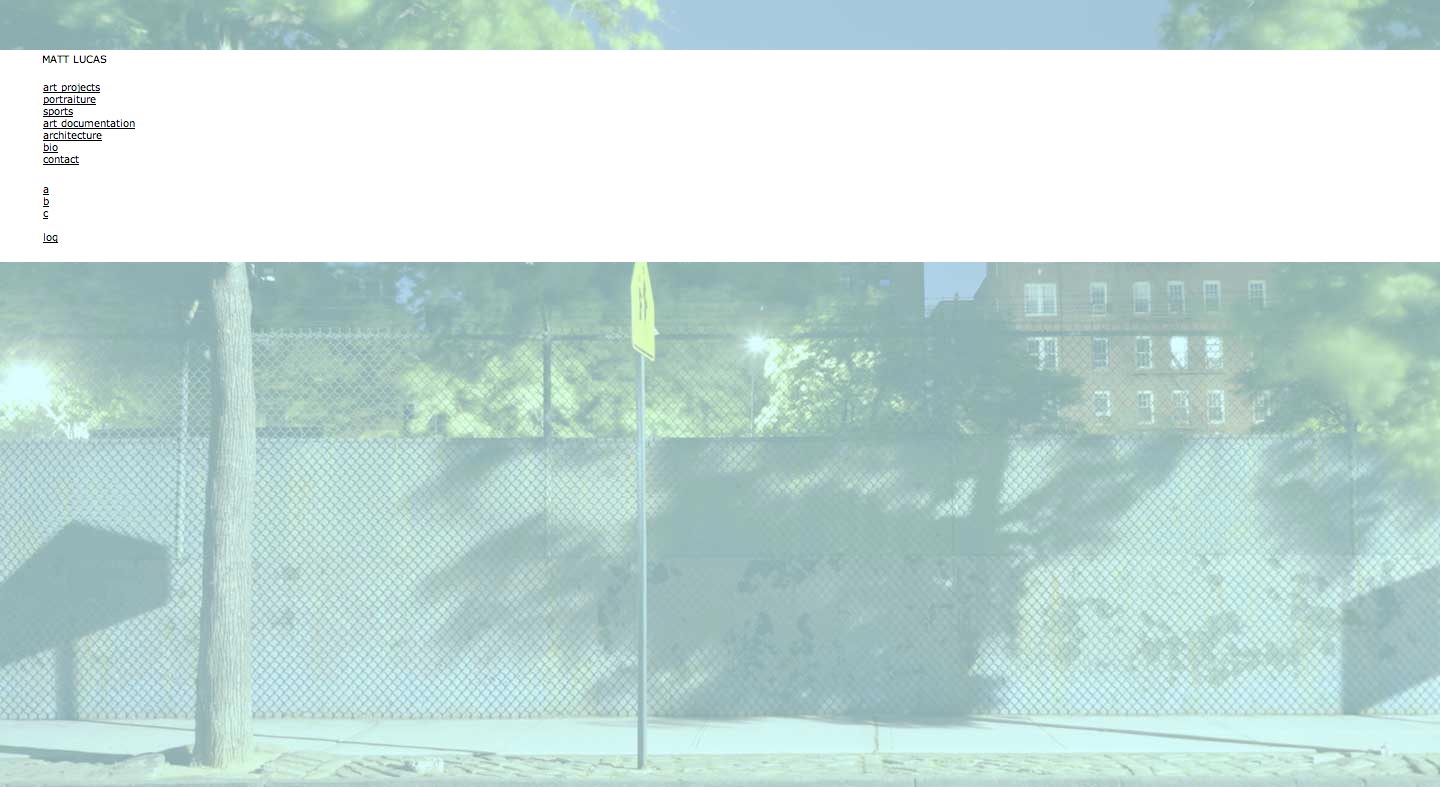 MATT LUCAS
art projects
portraiture
sports
art documentation
architecture
bio
contact
a
b
c
log